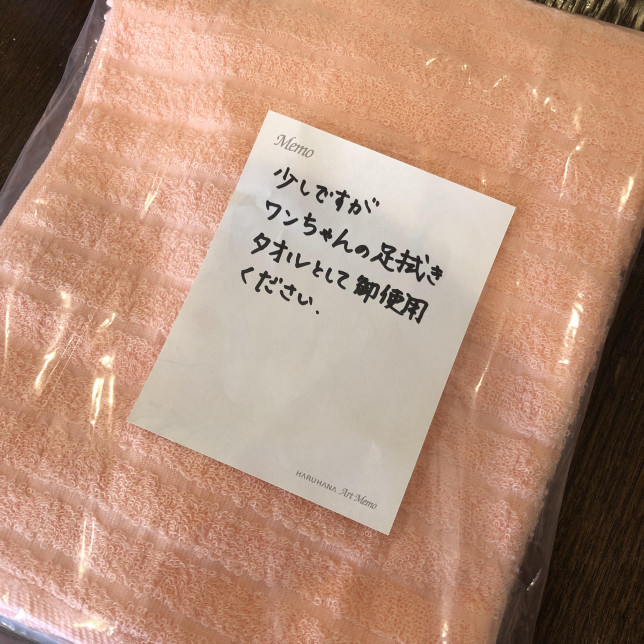 Memo
少しですが
ワンちゃんの足拭き
タオルとして御使用
ください.
HARUHANA Art Memo